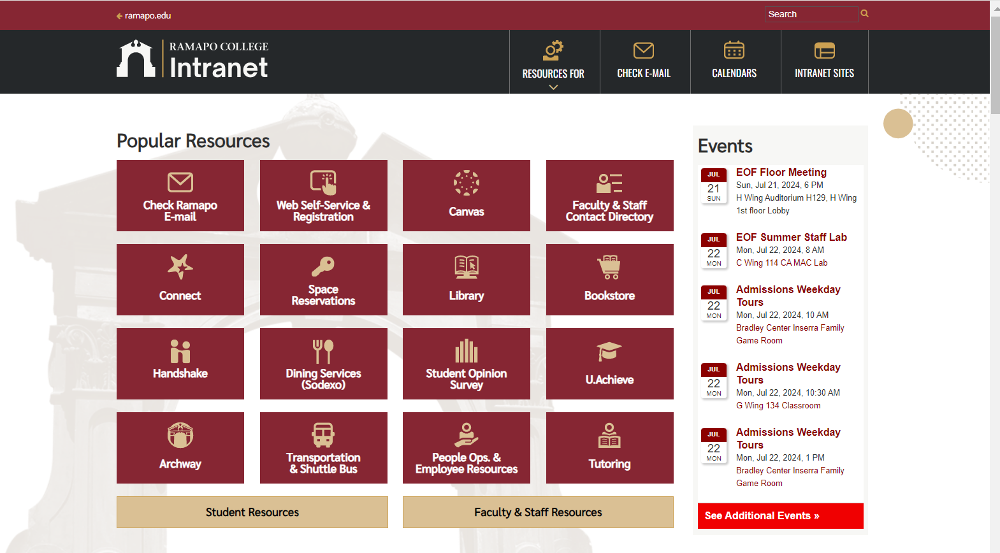 ramapo.edu
Search
RAMAPO COLLEGE
Intranet
RESOURCES FOR
CHECK E-MAIL
CALENDARS
INTRANET SITES
Popular Resources
Check Ramapo
E-mail
Web Self-Service &
Registration
Canvas
Faculty & Staff
Contact Directory
Connect
Space
Reservations
Library
Bookstore
Handshake
Dining Services
(Sodexo)
Student Opinion
Survey
U.Achieve
Archway
Transportation
& Shuttle Bus
People Ops. &
Employee Resources
Tutoring
Student Resources
Faculty & Staff Resources
Events
JUL
21
SUN
EOF Floor Meeting
Sun, Jul 21, 2024, 6 PM
H Wing Auditorium H129, H Wing
1st floor Lobby
JUL
22
MON
EOF Summer Staff Lab
Mon, Jul 22, 2024, 8 AM
C Wing 114 CA MAC Lab
JUL
22
MON
Admissions Weekday
Tours
Mon, Jul 22, 2024, 10 AM
Bradley Center Inserra Family
Game Room
JUL
22
MON
Admissions Weekday
Tours
Mon, Jul 22, 2024, 10:30 AM
G Wing 134 Classroom
JUL
22
MON
Admissions Weekday
Tours
Mon, Jul 22, 2024, 1 PM
Bradley Center Inserra Family
Game Room
See Additional Events »